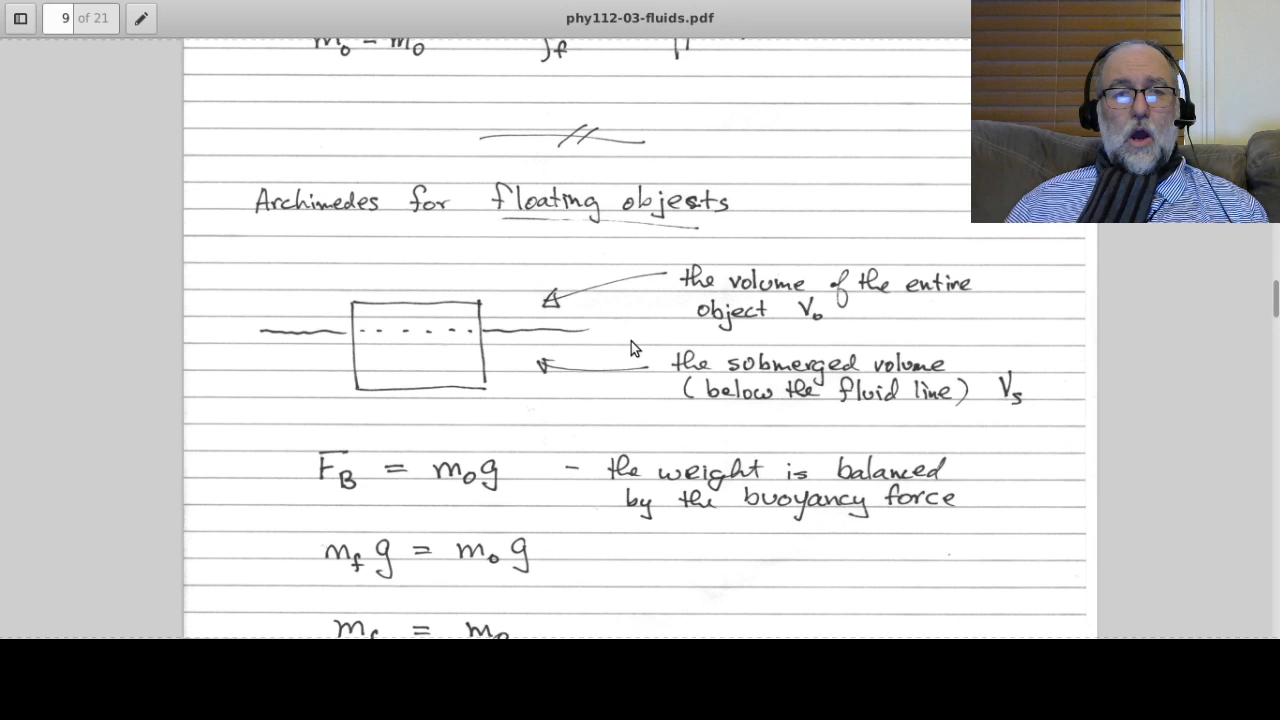 9 of 21
phy112-03-fluids.pdf
Archimedes for floating objests
the volume of the entire
object V₀
the submerged volume
(below the fluid line) Vₛ
F_B = m₀g - the weight is balanced
by the buoyancy force
m_f g = m₀ g